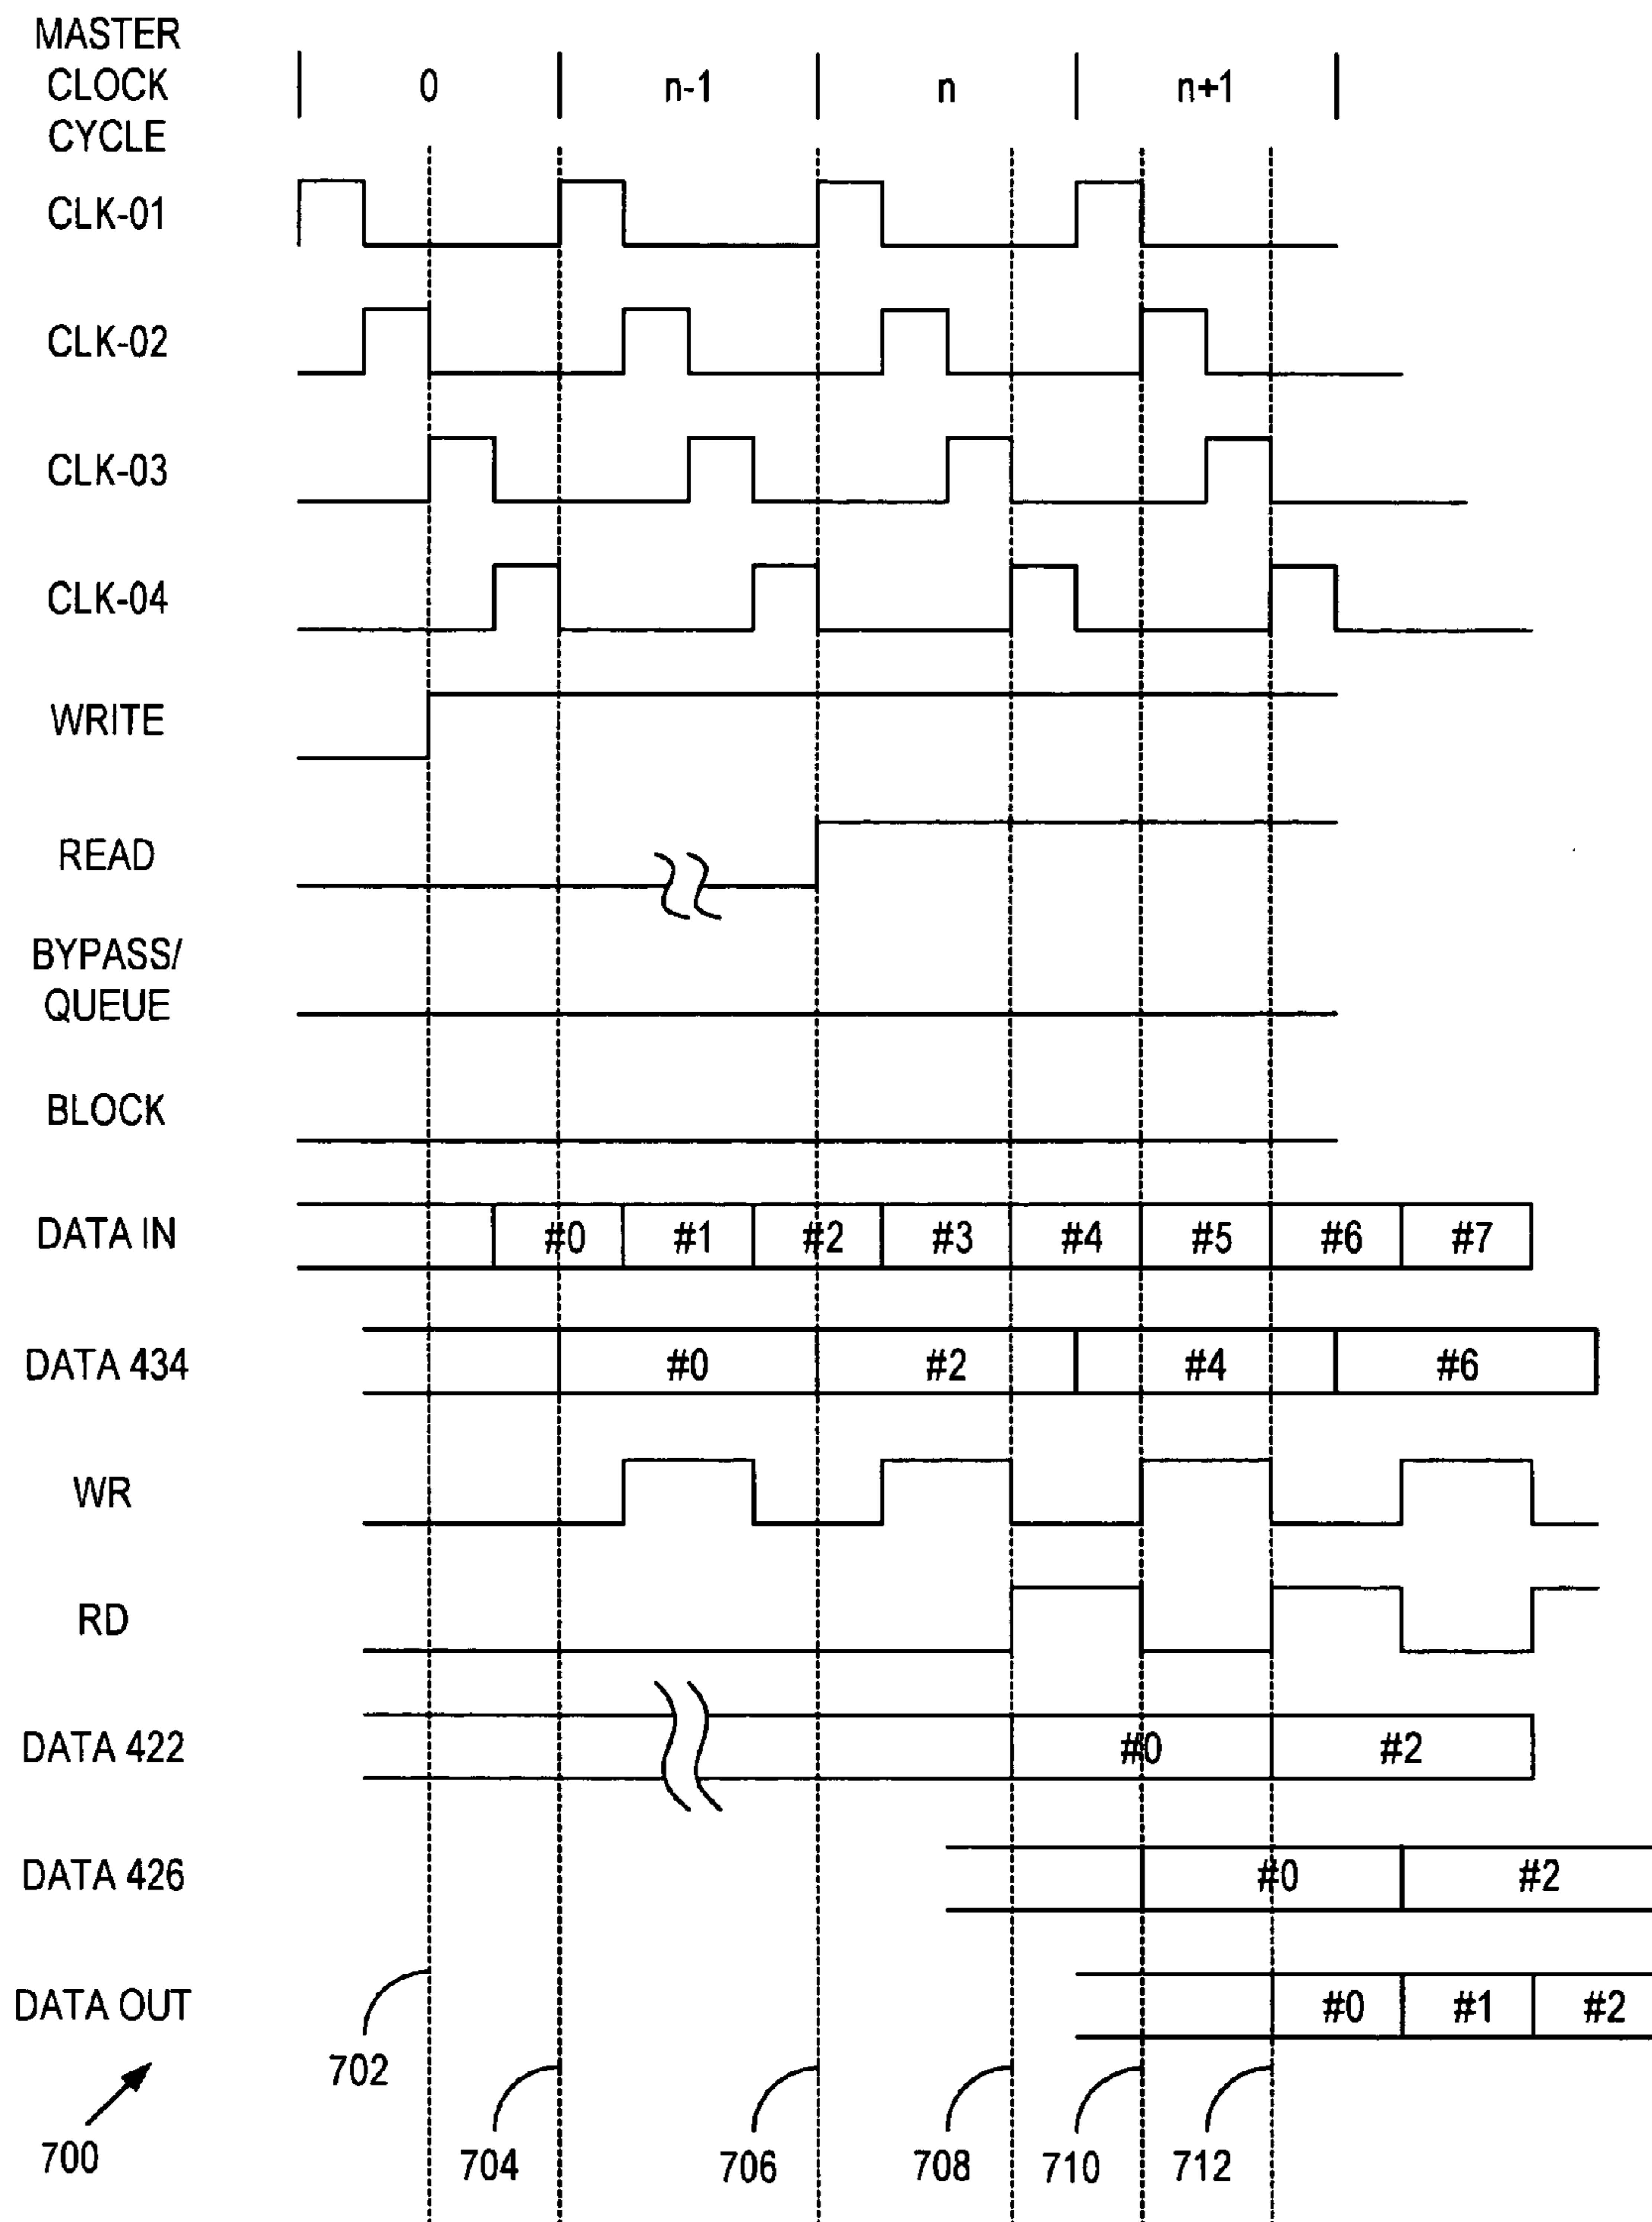 MASTER
CLOCK
CYCLE
0 n-1 n n+1
CLK-01
CLK-02
CLK-03
CLK-04
WRITE
READ
BYPASS/
QUEUE
BLOCK
DATA IN #0 #1 #2 #3 #4 #5 #6 #7
DATA 434 #0 #2 #4 #6
WR
RD
DATA 422 #0 #2
DATA 426 #0 #2
DATA OUT #0 #1 #2
702
700 704 706 708 710 712